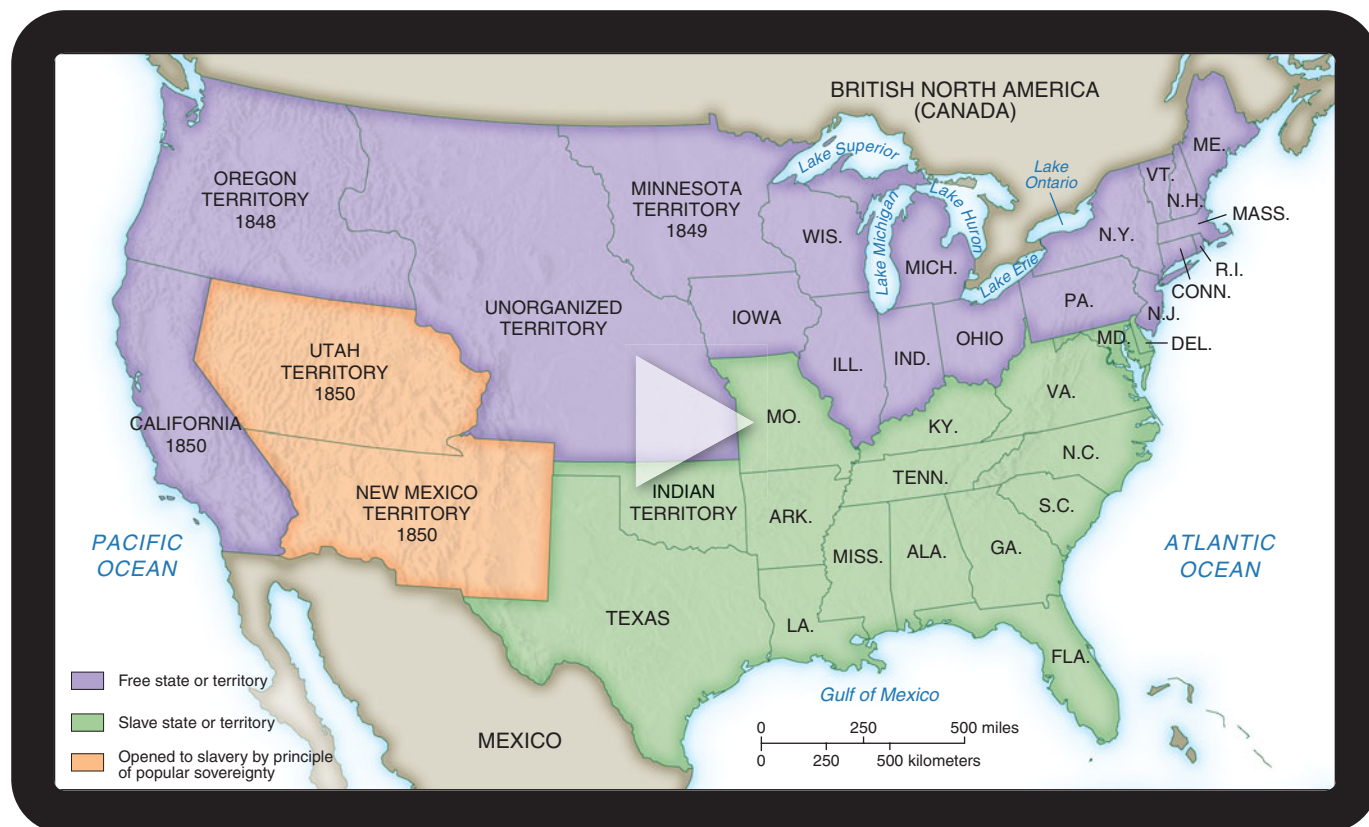 BRITISH NORTH AMERICA
(CANADA)
Lake Superior
Lake Michigan
Lake Huron
Lake
Ontario
Lake Erie
OREGON
TERRITORY
1848
MINNESOTA
TERRITORY
1849
UNORGANIZED
TERRITORY
UTAH
TERRITORY
1850
CALIFORNIA
1850
NEW MEXICO
TERRITORY
1850
INDIAN
TERRITORY
WIS.
MICH.
IOWA
ILL.
IND.
OHIO
PA.
N.Y.
VT.
N.H.
ME.
MASS.
R.I.
CONN.
N.J.
MD.
DEL.
VA.
MO.
KY.
N.C.
TENN.
S.C.
ARK.
MISS.
ALA.
GA.
TEXAS
LA.
FLA.
PACIFIC
OCEAN
ATLANTIC
OCEAN
Gulf of Mexico
MEXICO
Free state or territory
Slave state or territory
Opened to slavery by principle
of popular sovereignty
0 250 500 miles
0 250 500 kilometers